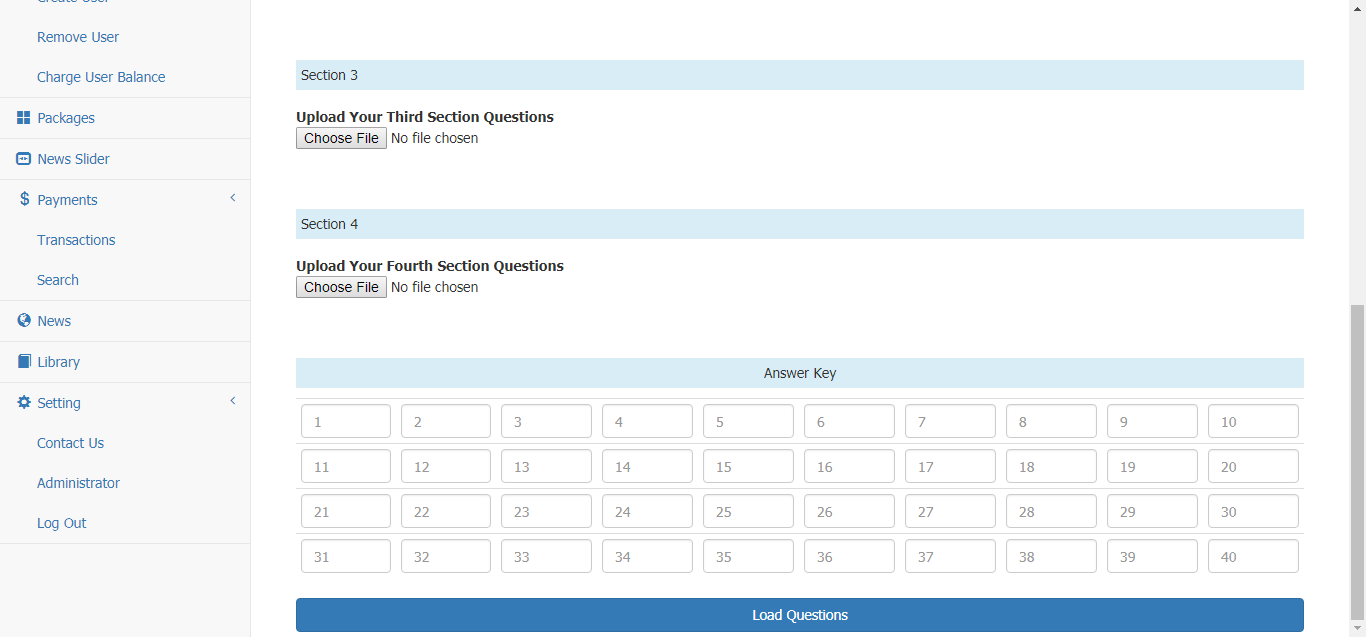 Create User
Remove User
Charge User Balance
Packages
News Slider
Payments
Transactions
Search
News
Library
Setting
Contact Us
Administrator
Log Out
Section 3
Upload Your Third Section Questions
Choose File No file chosen
Section 4
Upload Your Fourth Section Questions
Choose File No file chosen
Answer Key
1 2 3 4 5 6 7 8 9 10
11 12 13 14 15 16 17 18 19 20
21 22 23 24 25 26 27 28 29 30
31 32 33 34 35 36 37 38 39 40
Load Questions